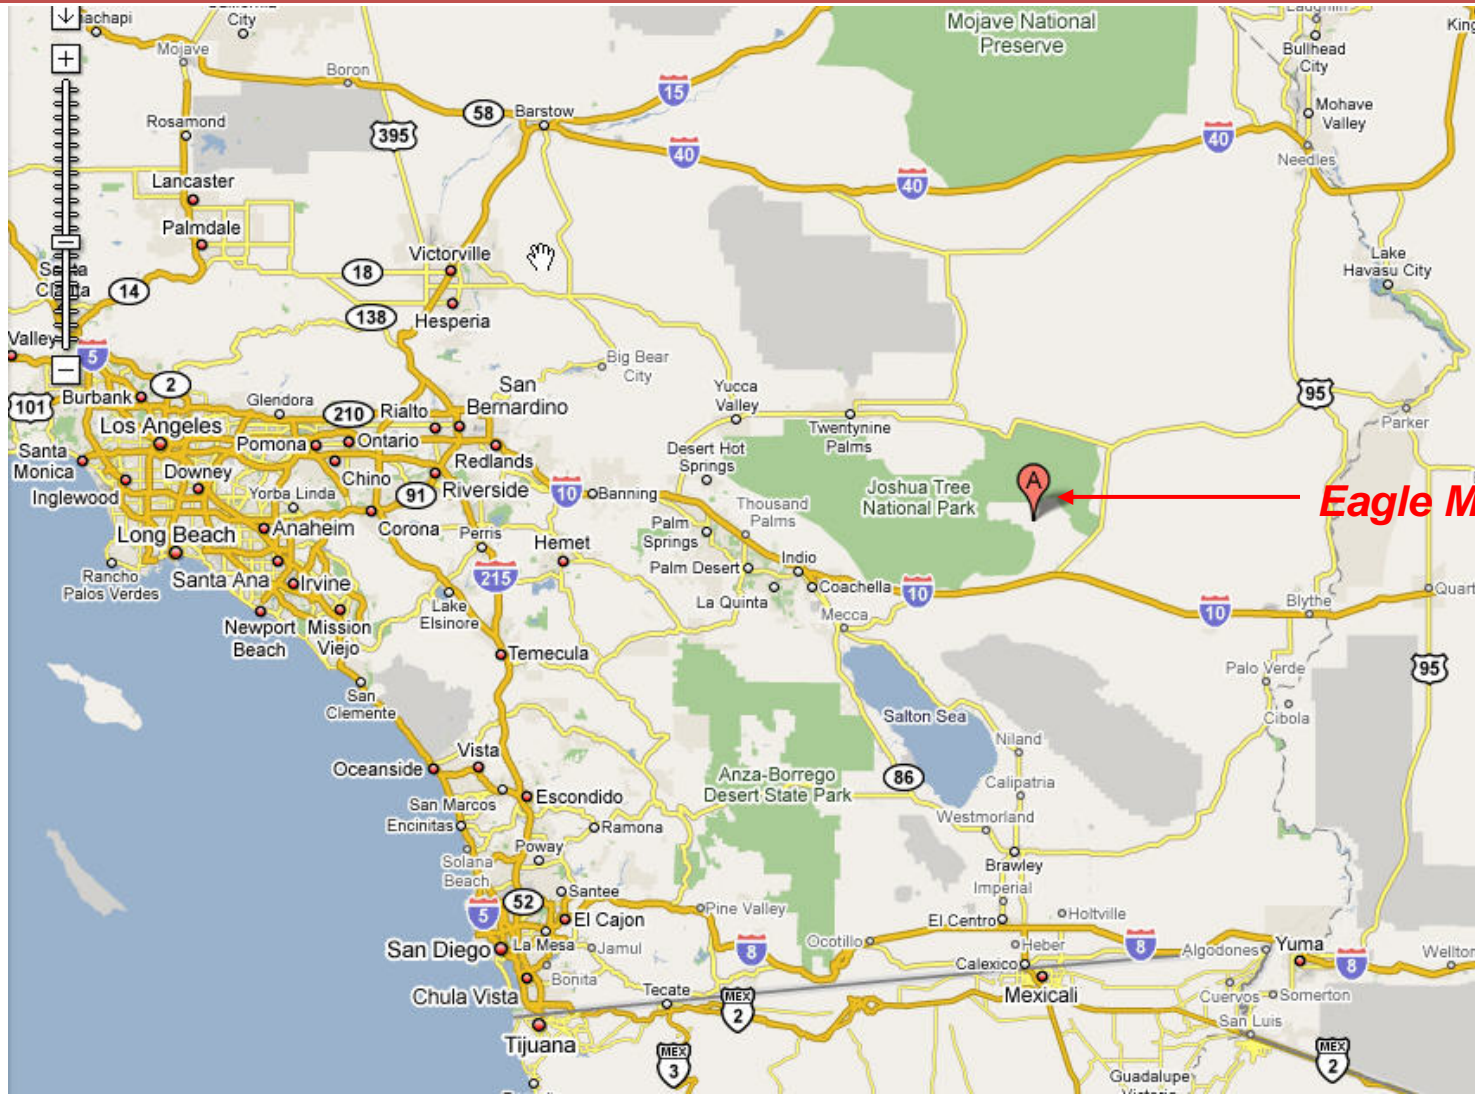 City
Mojave National
Preserve
Bullhead
City
Mojave
Boron
15
58
Barstow
Mohave
Valley
Rosamond
395
40
40
Needles
40
Lancaster
Palmdale
Victorville
Lake
Havasu City
18
14
138
Hesperia
Valley
5
Big Bear
City
San
Bernardino
Yucca
Valley
95
2
Burbank
Glendora
101
210
Rialto
Parker
Los Angeles
Pomona
Ontario
Twentynine
Palms
Santa
Monica
Redlands
Desert Hot
Springs
Downey
Chino
Inglewood
Yorba Linda
91
Riverside
10
Banning
Joshua Tree
National Park
A
Eagle M
Thousand
Palms
Long Beach
Anaheim
Corona
Perris
Hemet
Palm
Springs
Indio
Rancho
Palos Verdes
Santa Ana
Irvine
215
Palm Desert
Coachella
10
La Quinta
10
Blythe
Quart
Lake
Elsinore
Mecca
Newport
Beach
Mission
Viejo
Temecula
Palo Verde
95
San
Clemente
Salton Sea
Cibola
Niland
Vista
Oceanside
Anza-Borrego
Desert State Park
86
Calipatria
San Marcos
Escondido
Encinitas
Ramona
Westmorland
Poway
Solana
Beach
Brawley
Imperial
Santee
52
5
El Cajon
Pine Valley
El Centro
Holtville
San Diego
La Mesa
Jamul
8
Ocotillo
Heber
8
Algodones
Yuma
8
Wellton
Calexico
Bonita
Chula Vista
Tecate
MEX
2
Mexicali
Cuervos
Somerton
San Luis
Tijuana
MEX
3
MEX
2
Guadalupe